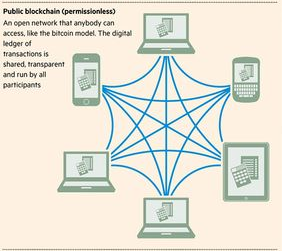 Public blockchain (permissionless)
An open network that anybody can
access, like the bitcoin model. The digital
ledger of
transactions is
shared, transparent
and run by all
participants